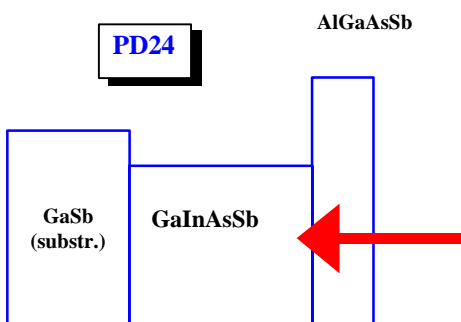 AlGaAsSb
PD24
GaSb
(substr.)
GaInAsSb